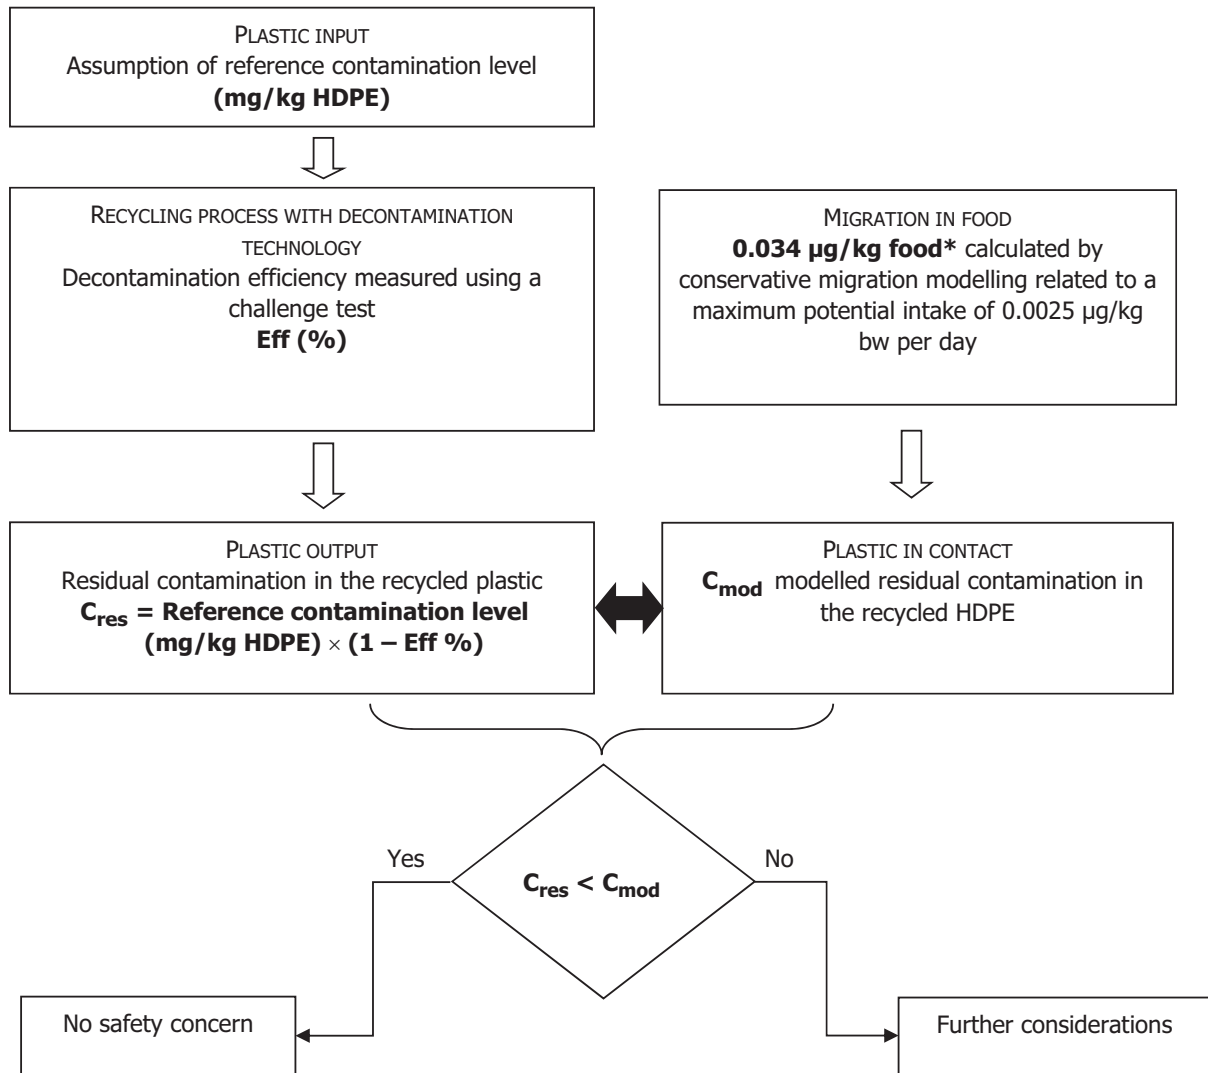 PLASTIC INPUT
Assumption of reference contamination level
(mg/kg HDPE)
RECYCLING PROCESS WITH DECONTAMINATION
TECHNOLOGY
Decontamination efficiency measured using a
challenge test
Eff (%)
MIGRATION IN FOOD
0.034 µg/kg food* calculated by
conservative migration modelling related to a
maximum potential intake of 0.0025 µg/kg
bw per day
PLASTIC OUTPUT
Residual contamination in the recycled plastic
Cres = Reference contamination level
(mg/kg HDPE) × (1 – Eff %)
PLASTIC IN CONTACT
Cmod modelled residual contamination in
the recycled HDPE
Yes
No
Cres < Cmod
No safety concern
Further considerations